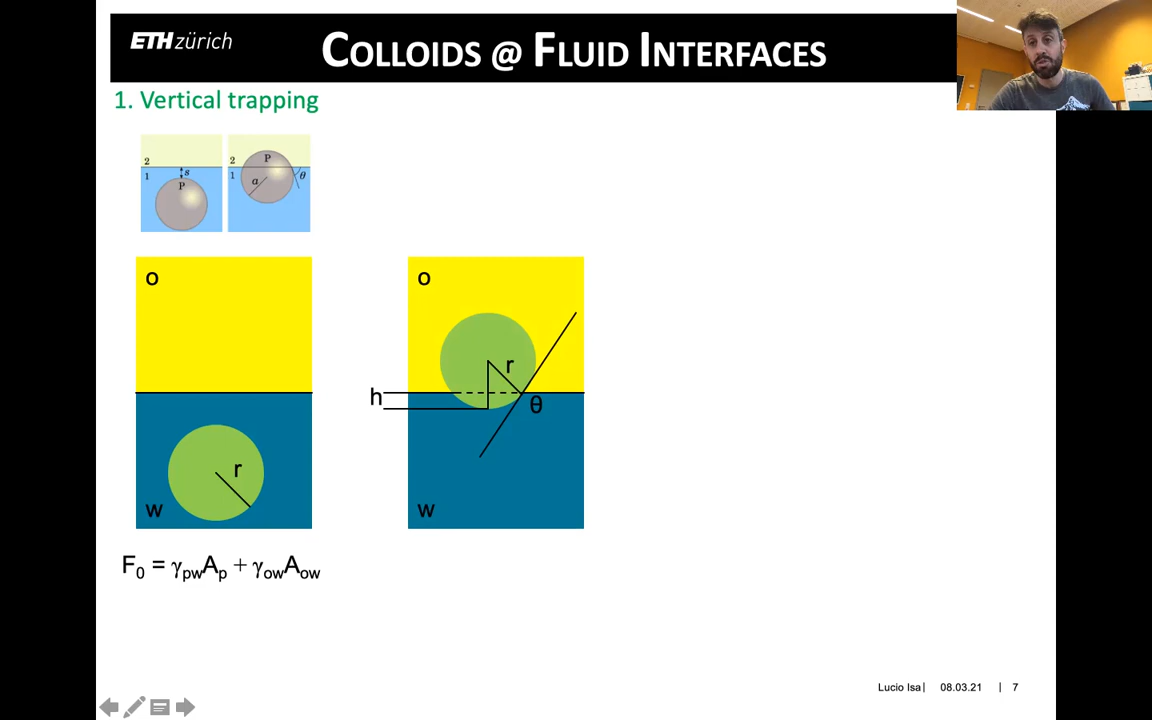 ETH zürich
COLLOIDS @ FLUID INTERFACES
1. Vertical trapping
2
1
s
P
2
1
P
a
θ
o
r
w
o
r
h
θ
w
F₀ = γpwAp + γowAow
Lucio Isa| 08.03.21 | 7